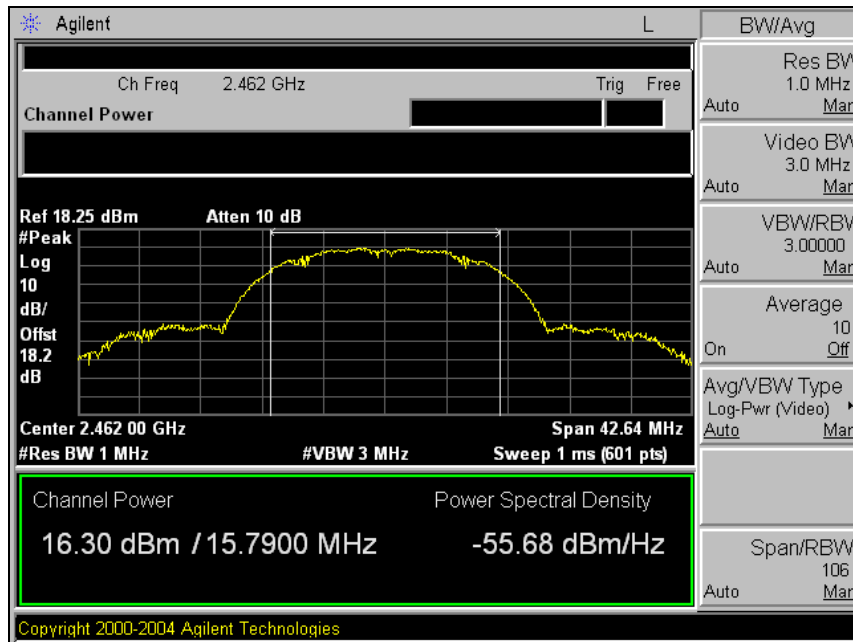 Agilent L
Ch Freq 2.462 GHz Trig Free
Channel Power
Ref 18.25 dBm Atten 10 dB
#Peak
Log
10
dB/
Offst
18.2
dB
Center 2.462 00 GHz Span 42.64 MHz
#Res BW 1 MHz #VBW 3 MHz Sweep 1 ms (601 pts)
Channel Power Power Spectral Density
16.30 dBm / 15.7900 MHz -55.68 dBm/Hz
Copyright 2000-2004 Agilent Technologies
BW/Avg
Res BW
1.0 MHz
Auto Man
Video BW
3.0 MHz
Auto Man
VBW/RBW
3.00000
Auto Man
Average
10
On Off
Avg/VBW Type
Log-Pwr (Video)
Auto Man
Span/RBW
106
Auto Man